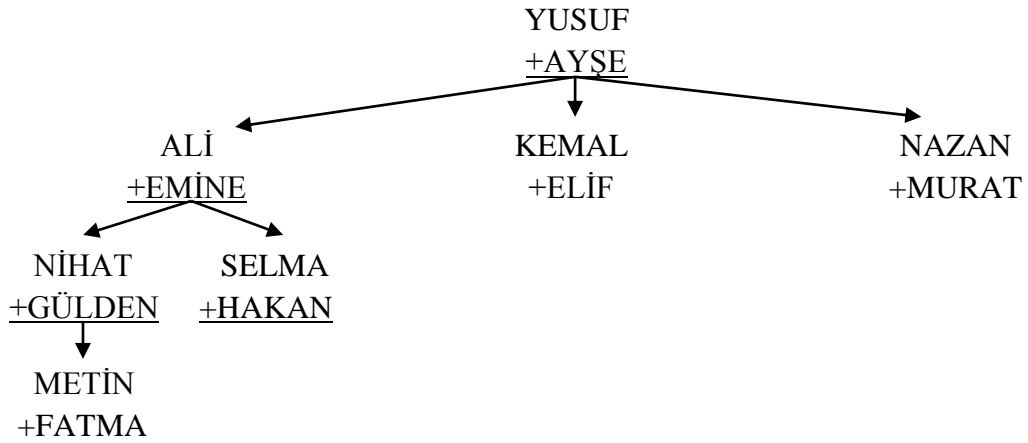 YUSUF
+AYŞE
ALİ KEMAL NAZAN
+EMİNE +ELİF +MURAT
NİHAT SELMA
+GÜLDEN +HAKAN
METİN
+FATMA